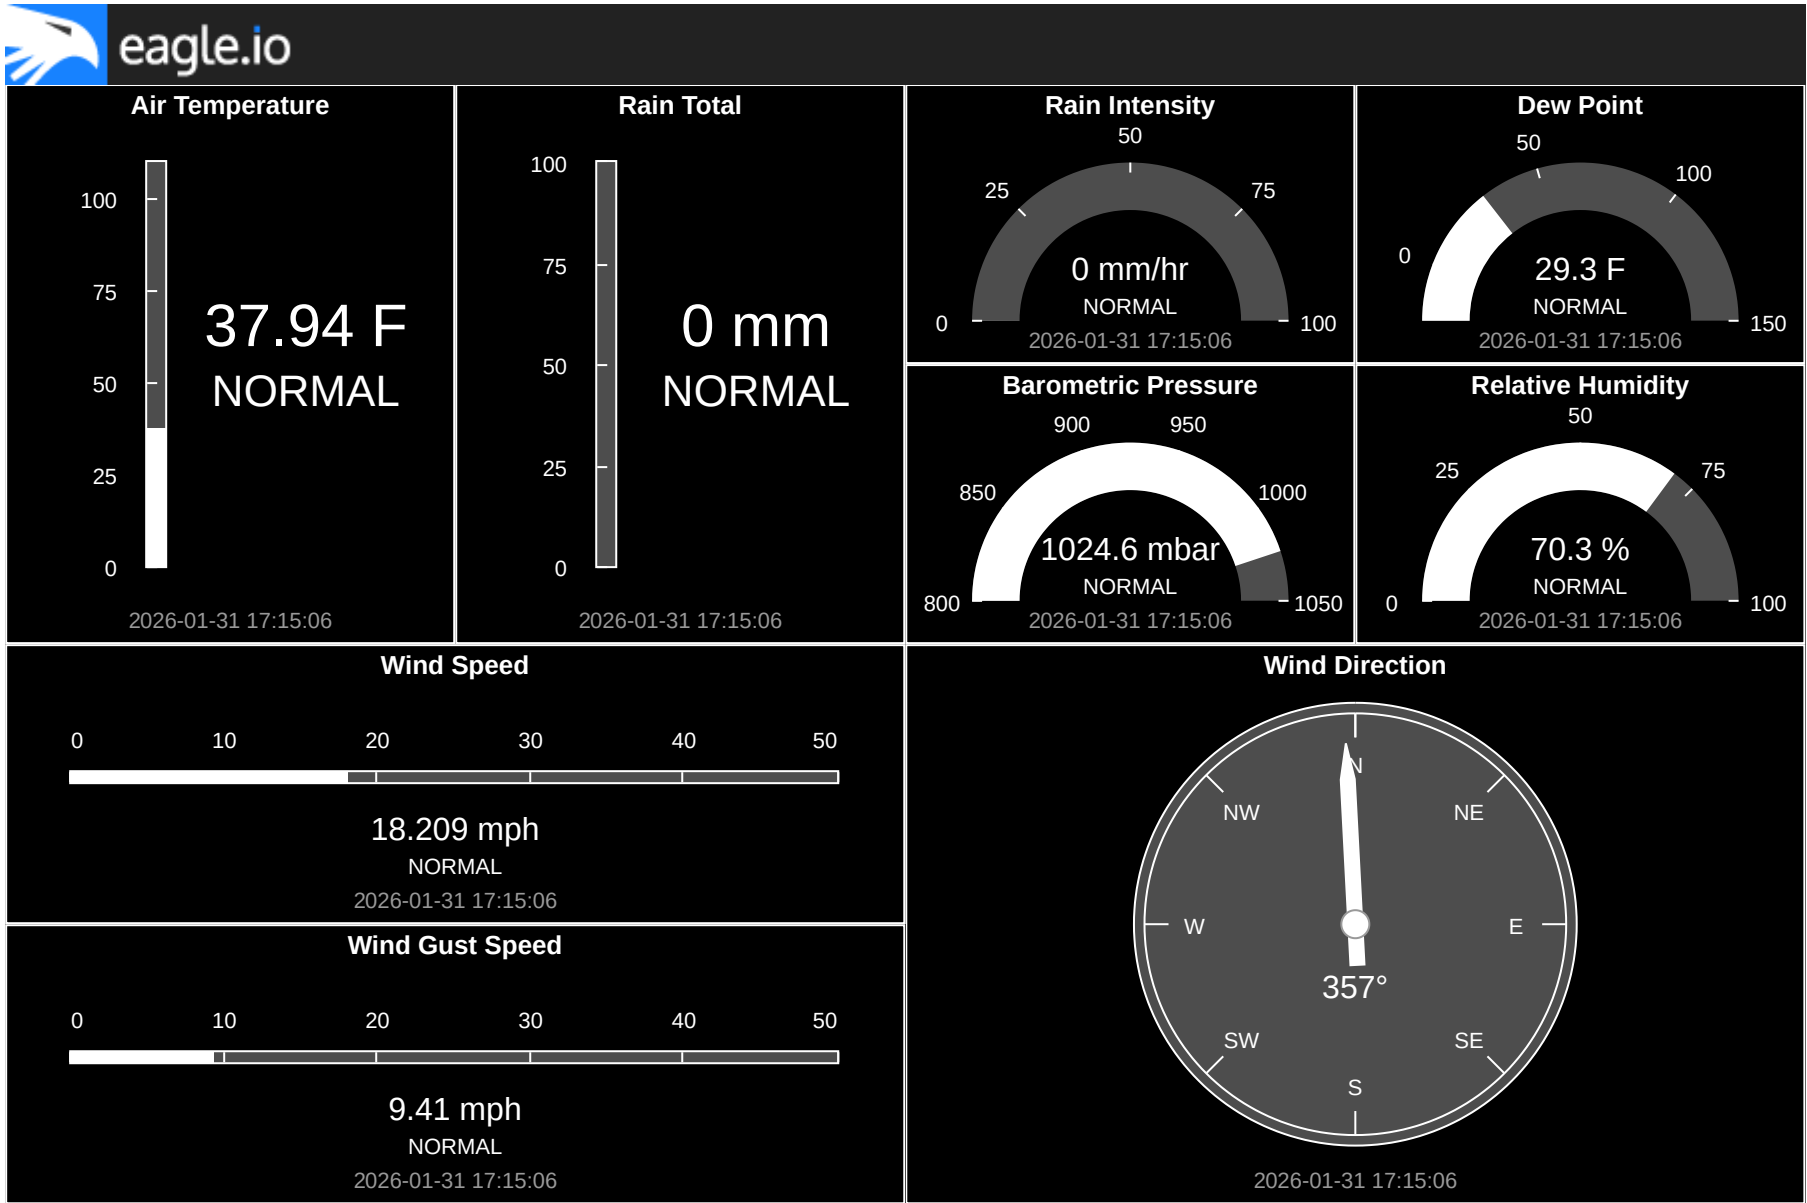 eagle.io
Air Temperature
100
75
50
25
0
37.94 F
NORMAL
2026-01-31 17:15:06
Rain Total
100
75
50
25
0
0 mm
NORMAL
2026-01-31 17:15:06
Rain Intensity
0
25
50
75
100
0 mm/hr
NORMAL
2026-01-31 17:15:06
Dew Point
0
50
100
150
29.3 F
NORMAL
2026-01-31 17:15:06
Barometric Pressure
800
850
900
950
1000
1050
1024.6 mbar
NORMAL
2026-01-31 17:15:06
Relative Humidity
0
25
50
75
100
70.3 %
NORMAL
2026-01-31 17:15:06
Wind Speed
0 10 20 30 40 50
18.209 mph
NORMAL
2026-01-31 17:15:06
Wind Gust Speed
0 10 20 30 40 50
9.41 mph
NORMAL
2026-01-31 17:15:06
Wind Direction
N
NW NE
W E
357°
SW SE
S
2026-01-31 17:15:06